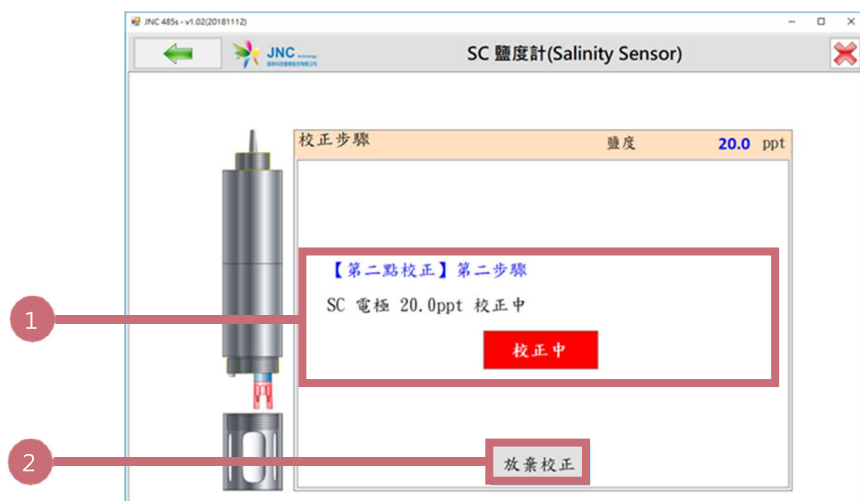 JNC 485s - v1.02(20181112)
JNC
SC 鹽度計(Salinity Sensor)
校正步驟 鹽度 20.0 ppt
【第二點校正】第二步驟
SC 電極 20.0ppt 校正中
1
校正中
2
放棄校正